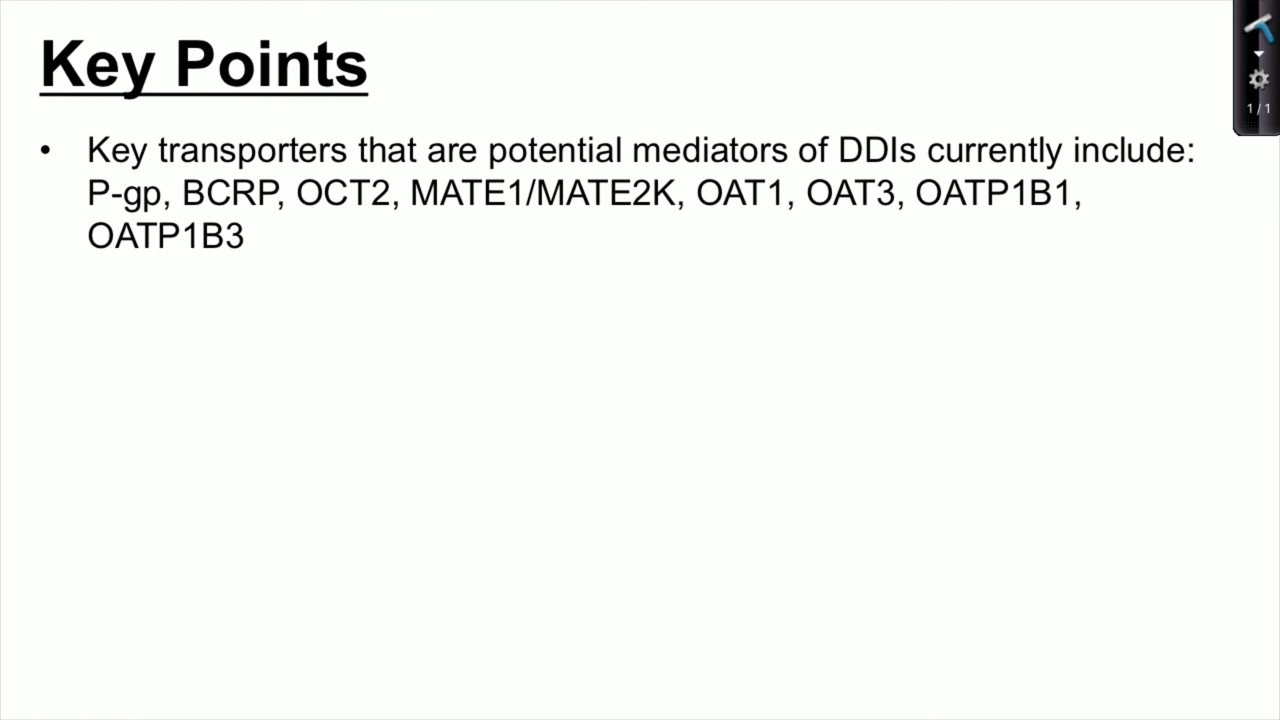 Key Points
• Key transporters that are potential mediators of DDIs currently include:
P-gp, BCRP, OCT2, MATE1/MATE2K, OAT1, OAT3, OATP1B1,
OATP1B3
1 / 1